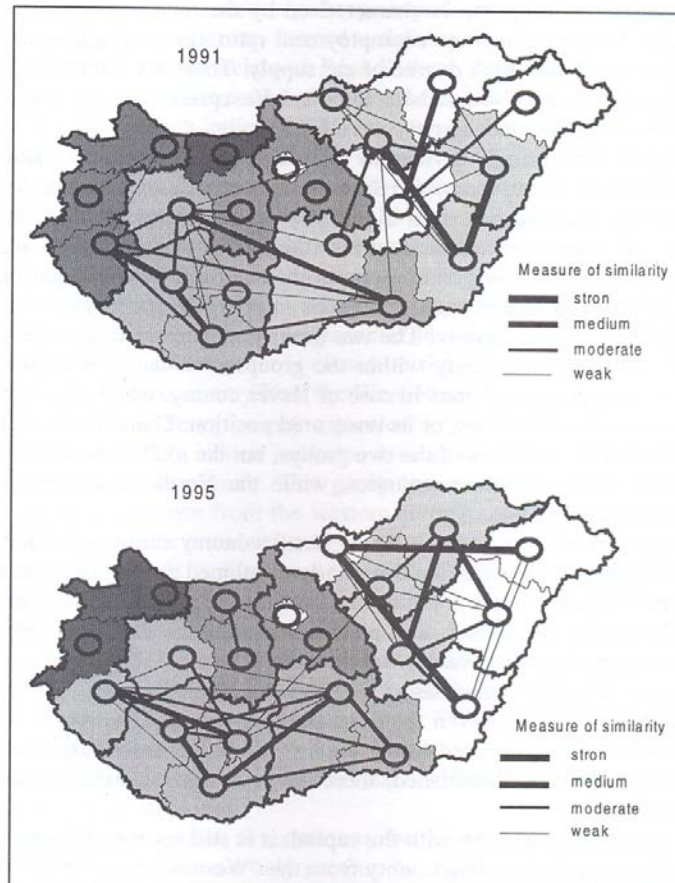 1991
Measure of similarity
stron
medium
moderate
weak
1995
Measure of similarity
stron
medium
moderate
weak